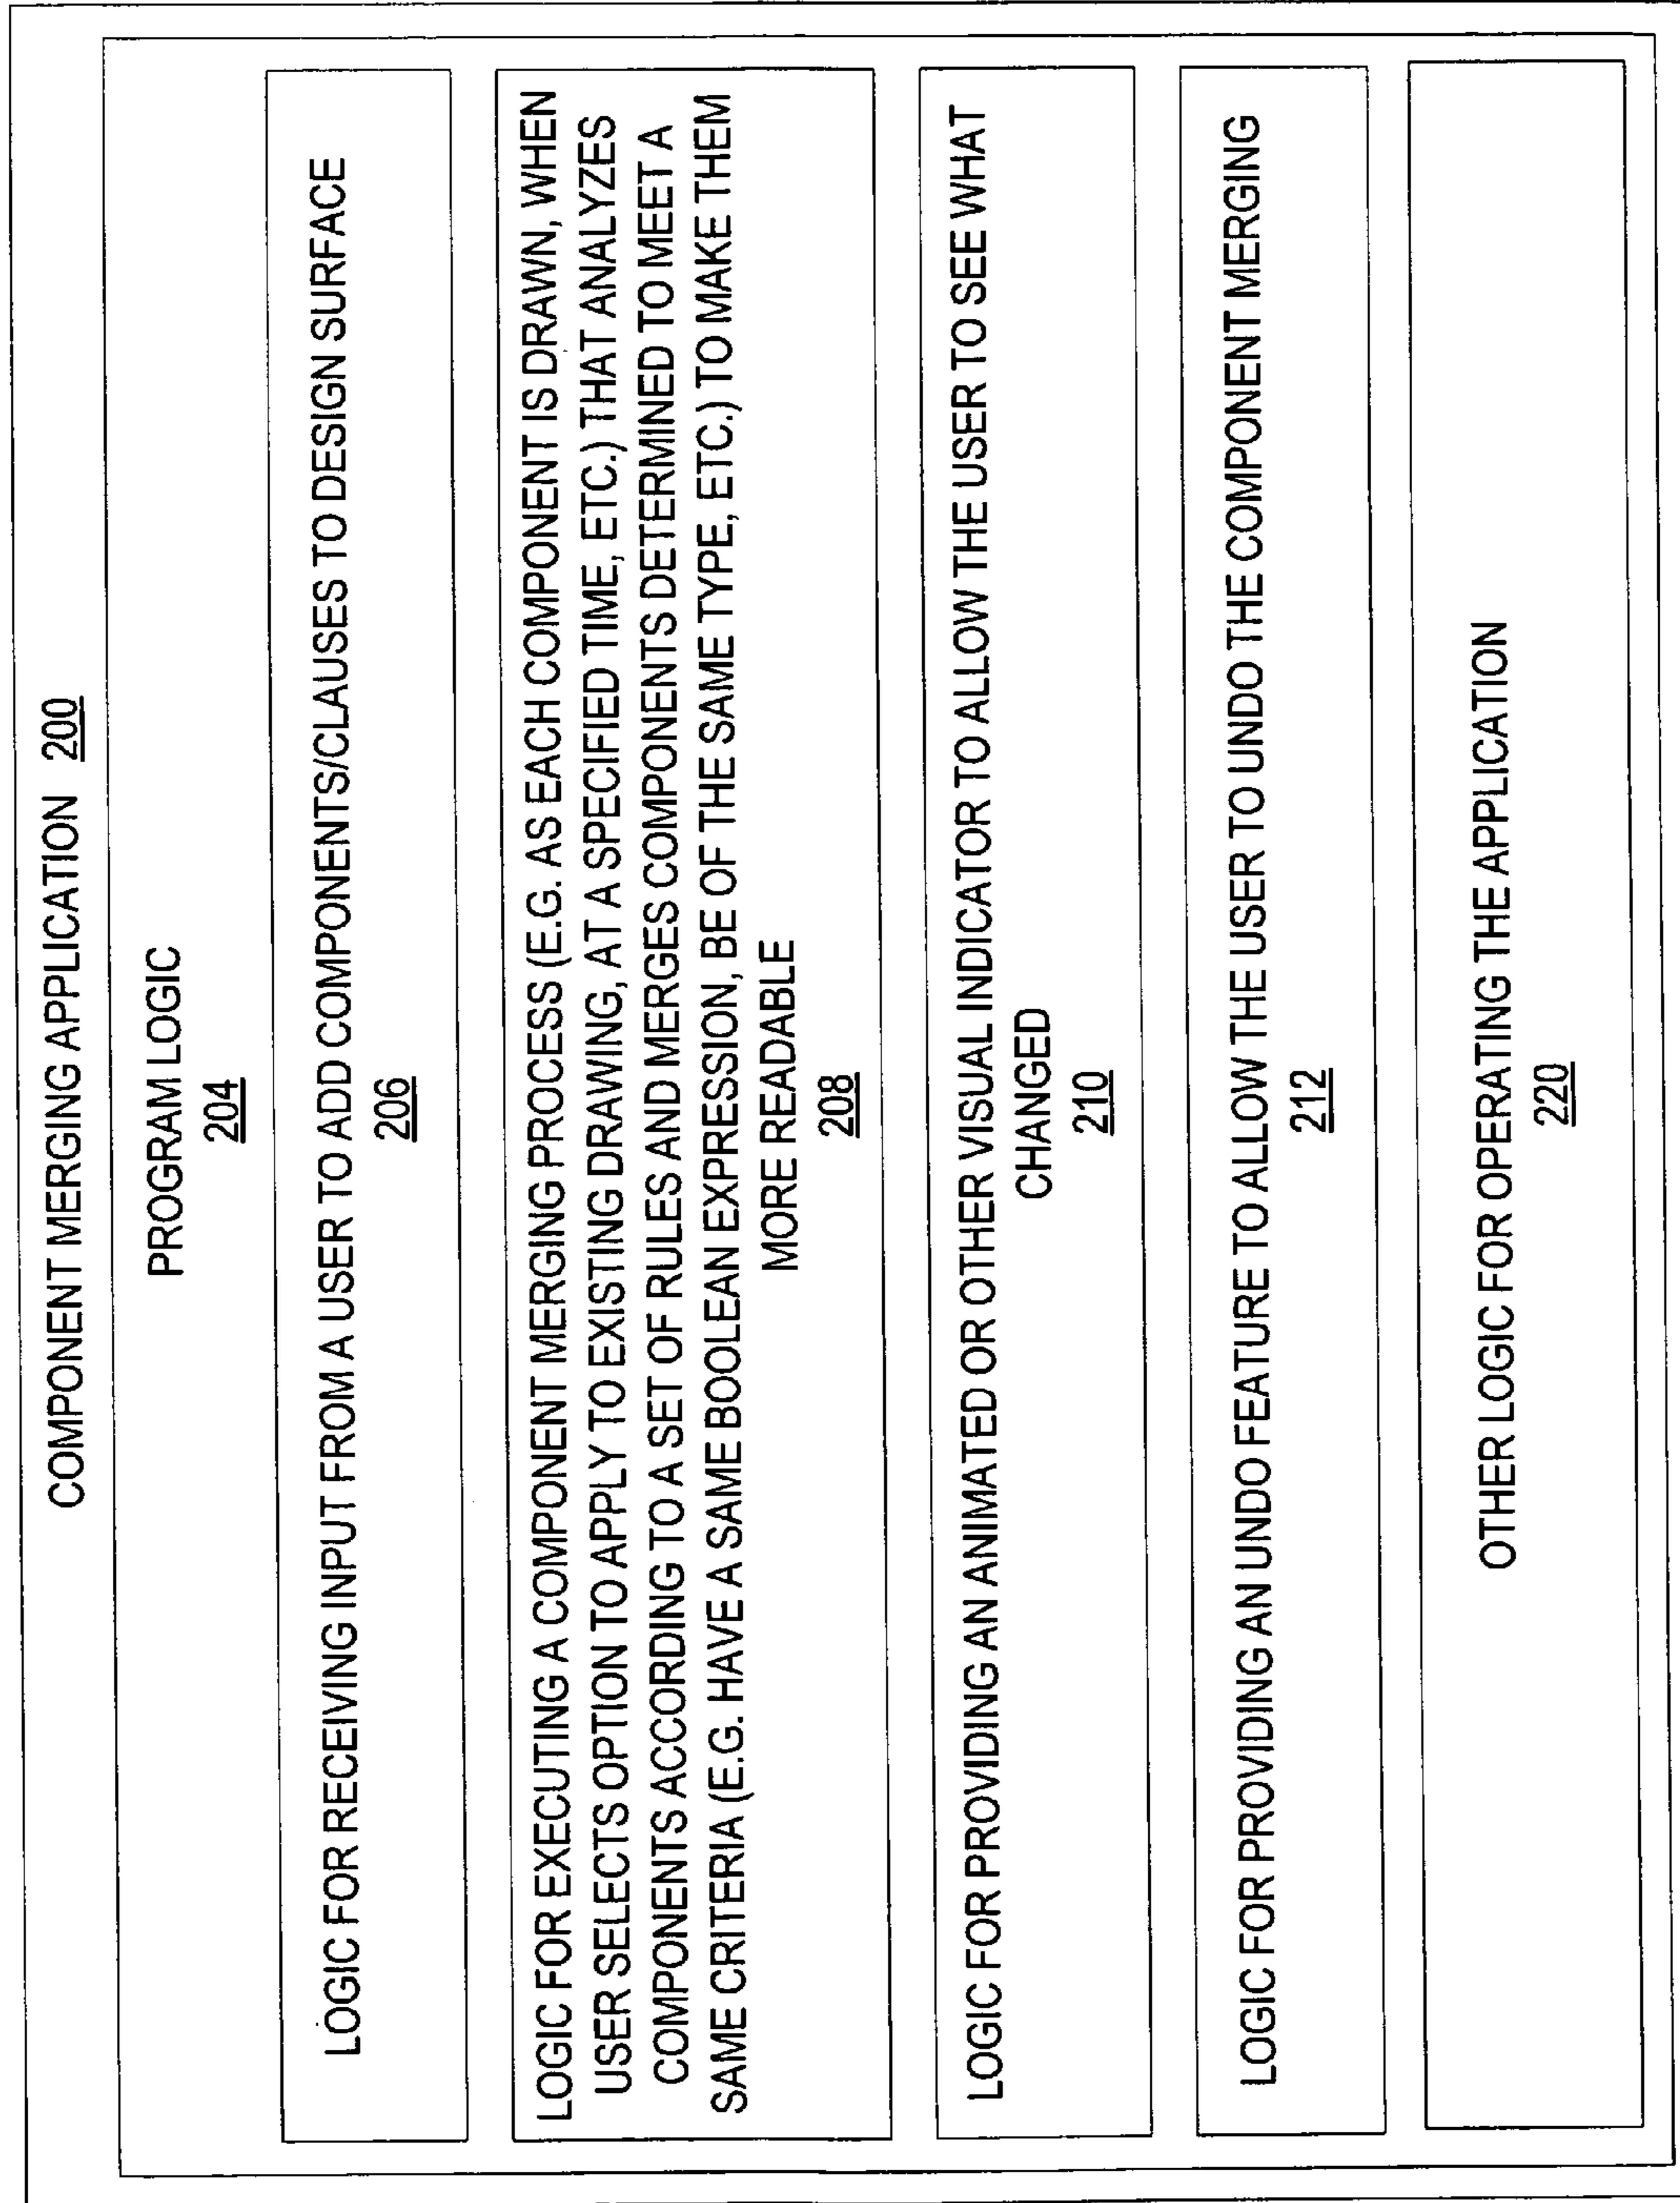 COMPONENT MERGING APPLICATION 200
PROGRAM LOGIC
204
LOGIC FOR RECEIVING INPUT FROM A USER TO ADD COMPONENTS/CLAUSES TO DESIGN SURFACE
206
LOGIC FOR EXECUTING A COMPONENT MERGING PROCESS (E.G. AS EACH COMPONENT IS DRAWN, WHEN
USER SELECTS OPTION TO APPLY TO EXISTING DRAWING, AT A SPECIFIED TIME, ETC.) THAT ANALYZES
COMPONENTS ACCORDING TO A SET OF RULES AND MERGES COMPONENTS DETERMINED TO MEET A
SAME CRITERIA (E.G. HAVE A SAME BOOLEAN EXPRESSION, BE OF THE SAME TYPE, ETC.) TO MAKE THEM
MORE READABLE
208
LOGIC FOR PROVIDING AN ANIMATED OR OTHER VISUAL INDICATOR TO ALLOW THE USER TO SEE WHAT
CHANGED
210
LOGIC FOR PROVIDING AN UNDO FEATURE TO ALLOW THE USER TO UNDO THE COMPONENT MERGING
212
OTHER LOGIC FOR OPERATING THE APPLICATION
220